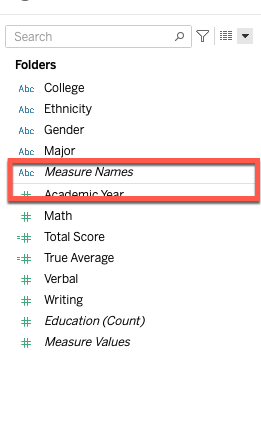 Search
Folders
Abc College
Abc Ethnicity
Abc Gender
Abc Major
Abc Measure Names
# Academic Year
# Math
=# Total Score
=# True Average
# Verbal
# Writing
# Education (Count)
# Measure Values